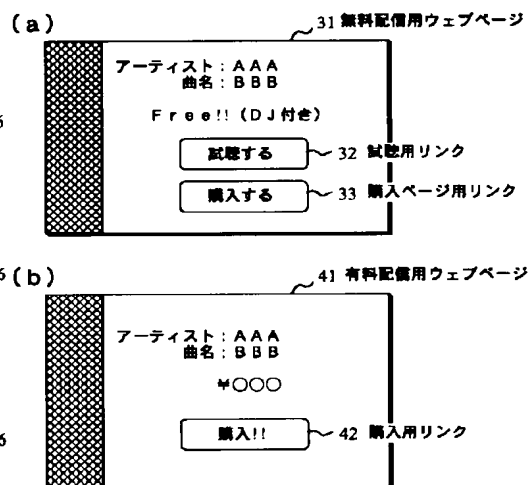 (a)
31 無料配信用ウェブページ
アーティスト：AAA
曲名：BBB
Free!!（DJ付き）
試聴する
32 試聴用リンク
購入する
33 購入ページ用リンク
(b)
41 有料配信用ウェブページ
アーティスト：AAA
曲名：BBB
¥○○○
購入!!
42 購入用リンク